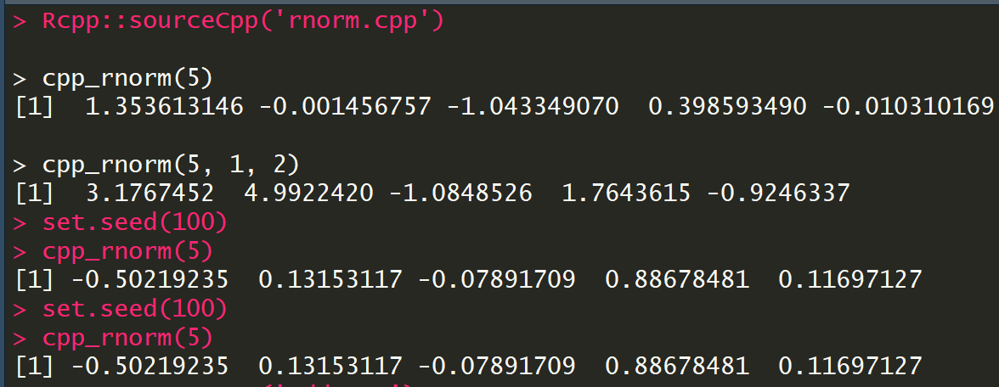 > Rcpp::sourceCpp('rnorm.cpp')
> cpp_rnorm(5)
[1]  1.353613146 -0.001456757 -1.043349070  0.398593490 -0.010310169
> cpp_rnorm(5, 1, 2)
[1]  3.1767452  4.9922420 -1.0848526  1.7643615 -0.9246337
> set.seed(100)
> cpp_rnorm(5)
[1] -0.50219235  0.13153117 -0.07891709  0.88678481  0.11697127
> set.seed(100)
> cpp_rnorm(5)
[1] -0.50219235  0.13153117 -0.07891709  0.88678481  0.11697127